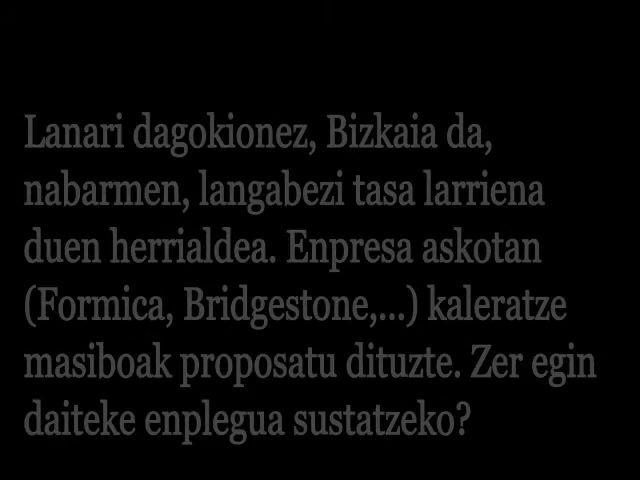 Lanari dagokionez, Bizkaia da,
nabarmen, langabezi tasa larriena
duen herrialdea. Enpresa askotan
(Formica, Bridgestone,...) kaleratze
masiboak proposatu dituzte. Zer egin
daiteke enplegua sustatzeko?